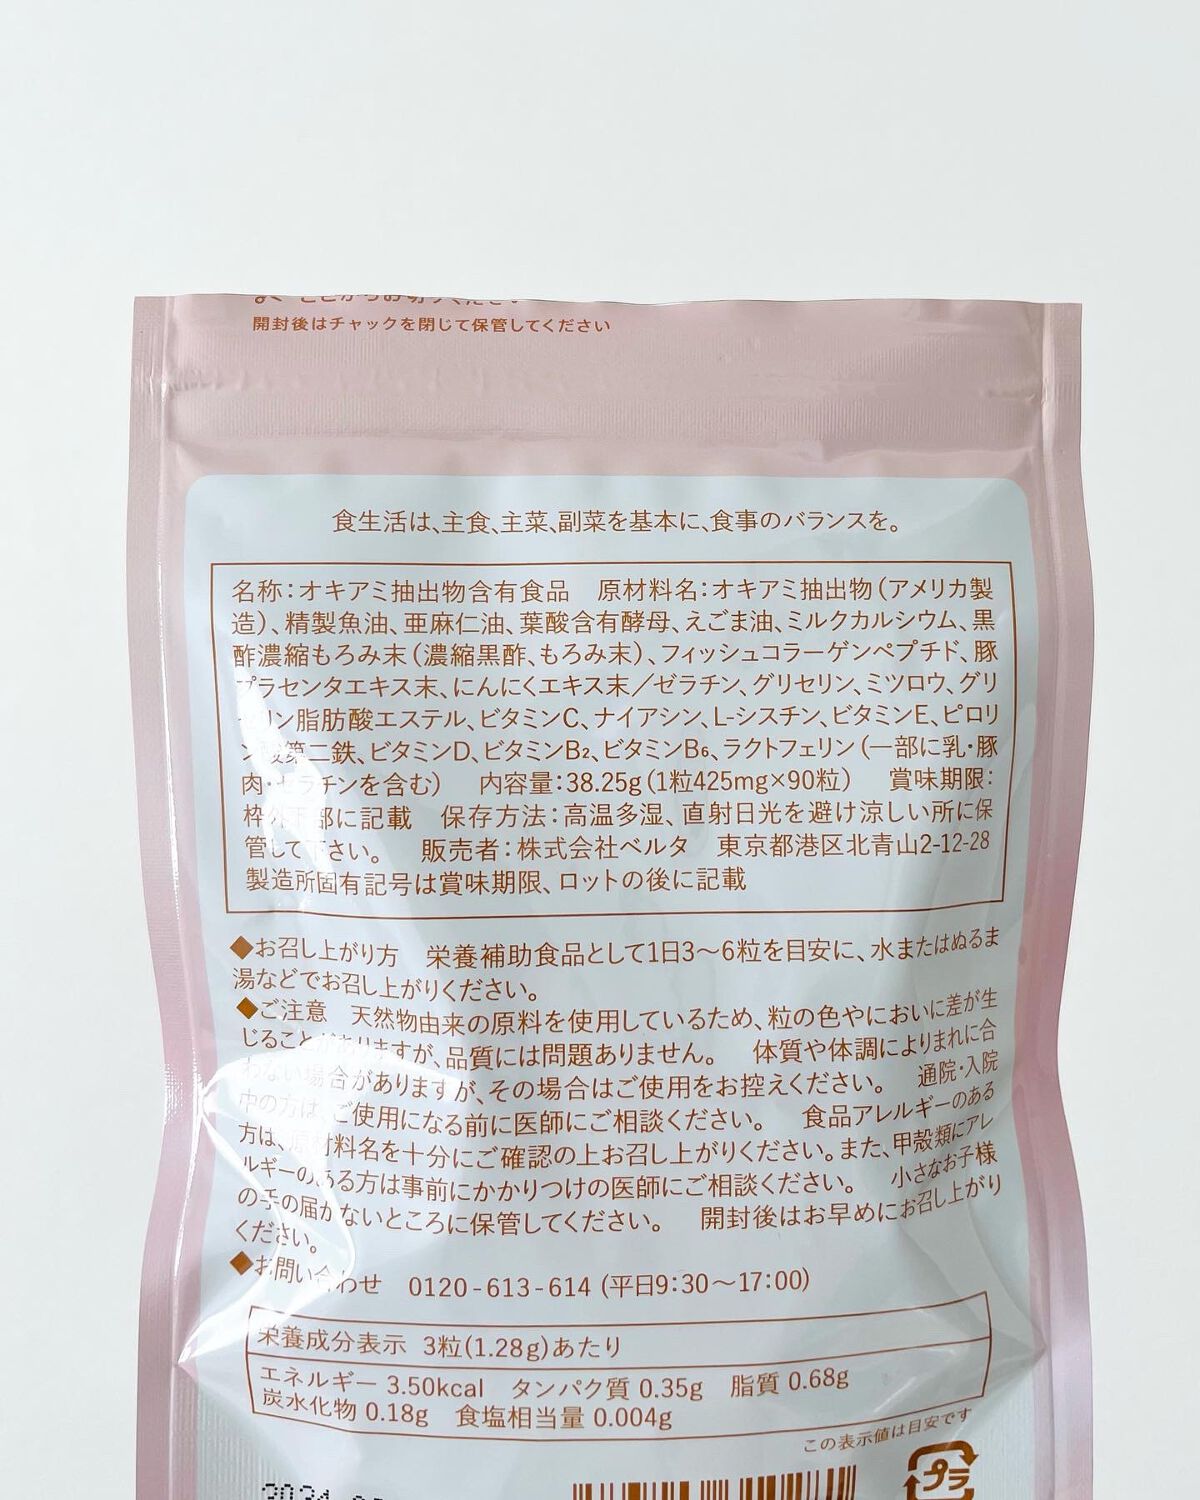 開封後はチャックを閉じて保管してください
食生活は、主食、主菜、副菜を基本に、食事のバランスを。
名称：オキアミ抽出物含有食品　原材料名：オキアミ抽出物（アメリカ製
造）、精製魚油、亜麻仁油、葉酸含有酵母、えごま油、ミルクカルシウム、黒
酢濃縮もろみ末（濃縮黒酢、もろみ末）、フィッシュコラーゲンペプチド、豚
プラセンタエキス末、にんにくエキス末／ゼラチン、グリセリン、ミツロウ、グリ
セリン脂肪酸エステル、ビタミンC、ナイアシン、L-シスチン、ビタミンE、ピロリ
ン酸第二鉄、ビタミンD、ビタミンB₂、ビタミンB₆、ラクトフェリン（一部に乳・豚
肉・ゼラチンを含む）　内容量：38.25g（1粒425mg×90粒）　賞味期限：
枠外下部に記載　保存方法：高温多湿、直射日光を避け涼しい所に保
管して下さい。　販売者：株式会社ベルタ　東京都港区北青山2-12-28
製造所固有記号は賞味期限、ロットの後に記載
◆お召し上がり方　栄養補助食品として1日3〜6粒を目安に、水またはぬるま
湯などでお召し上がりください。
◆ご注意　天然物由来の原料を使用しているため、粒の色やにおいに差が生
じることがありますが、品質には問題ありません。　体質や体調によりまれに合
わない場合がありますが、その場合はご使用をお控えください。　通院・入院
中の方は、ご使用になる前に医師にご相談ください。　食品アレルギーのある
方は、原材料名を十分にご確認の上お召し上がりください。また、甲殻類にアレ
ルギーのある方は事前にかかりつけの医師にご相談ください。　小さなお子様
の手の届かないところに保管してください。　開封後はお早めにお召し上がり
ください。
◆お問い合わせ　0120-613-614 (平日9：30〜17：00)
栄養成分表示 3粒(1.28g)あたり
エネルギー 3.50kcal　タンパク質 0.35g　脂質 0.68g
炭水化物 0.18g　食塩相当量 0.004g
この表示値は目安です
プラ